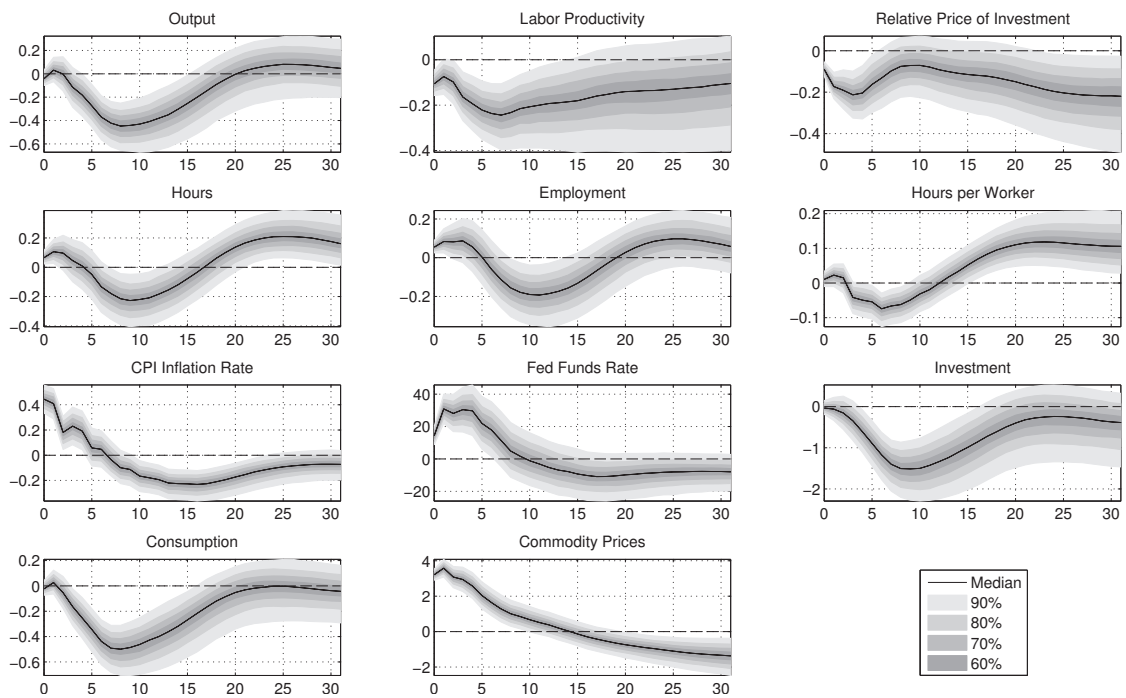 Output
0.2
0
−0.2
−0.4
−0.6
0 5 10 15 20 25 30
Labor Productivity
0
−0.2
−0.4
0 5 10 15 20 25 30
Relative Price of Investment
0
−0.2
−0.4
0 5 10 15 20 25 30
Hours
0.2
0
−0.2
−0.4
0 5 10 15 20 25 30
Employment
0.2
0
−0.2
0 5 10 15 20 25 30
Hours per Worker
0.2
0.1
0
−0.1
0 5 10 15 20 25 30
CPI Inflation Rate
0.4
0.2
0
−0.2
0 5 10 15 20 25 30
Fed Funds Rate
40
20
0
−20
0 5 10 15 20 25 30
Investment
0
−1
−2
0 5 10 15 20 25 30
Consumption
0.2
0
−0.2
−0.4
−0.6
0 5 10 15 20 25 30
Commodity Prices
4
2
0
−2
0 5 10 15 20 25 30
Median
90%
80%
70%
60%